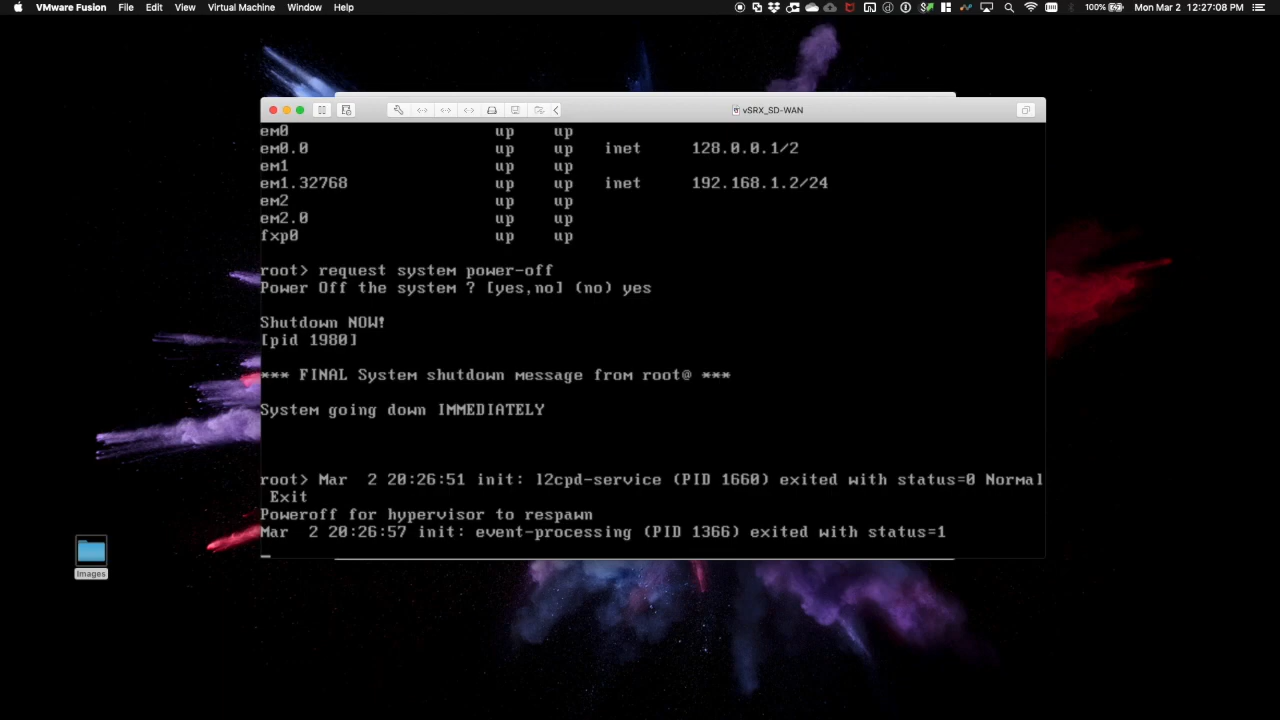 VMware Fusion File Edit View Virtual Machine Window Help 100% Mon Mar 2 12:27:08 PM
vSRX_SD-WAN
em0 up up
em0.0 up up inet 128.0.0.1/2
em1 up up
em1.32768 up up inet 192.168.1.2/24
em2 up up
em2.0 up up
fxp0 up up
root> request system power-off
Power Off the system ? [yes,no] (no) yes
Shutdown NOW!
[pid 1980]
*** FINAL System shutdown message from root@ ***
System going down IMMEDIATELY
root> Mar  2 20:26:51 init: l2cpd-service (PID 1660) exited with status=0 Normal
Exit
Poweroff for hypervisor to respawn
Mar  2 20:26:57 init: event-processing (PID 1366) exited with status=1
Images